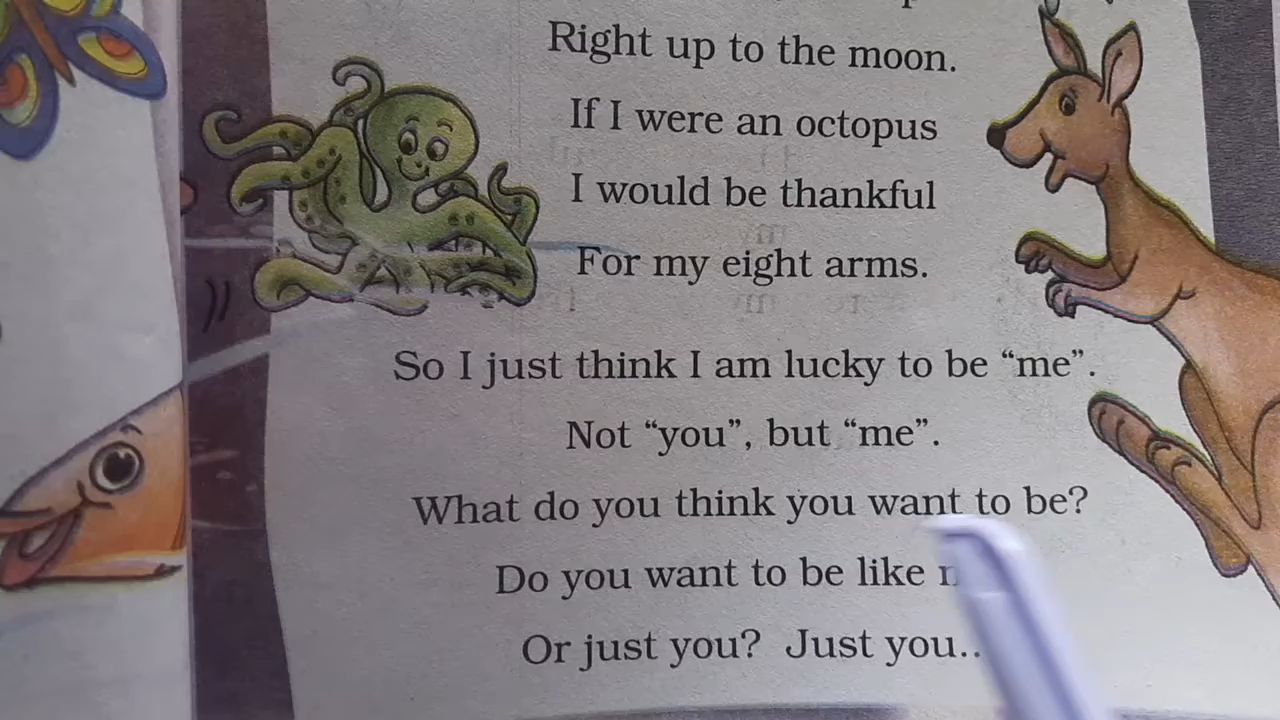 Right up to the moon.
If I were an octopus
I would be thankful
For my eight arms.
So I just think I am lucky to be “me”.
Not “you”, but “me”.
What do you think you want to be?
Do you want to be like
Or just you? Just you..